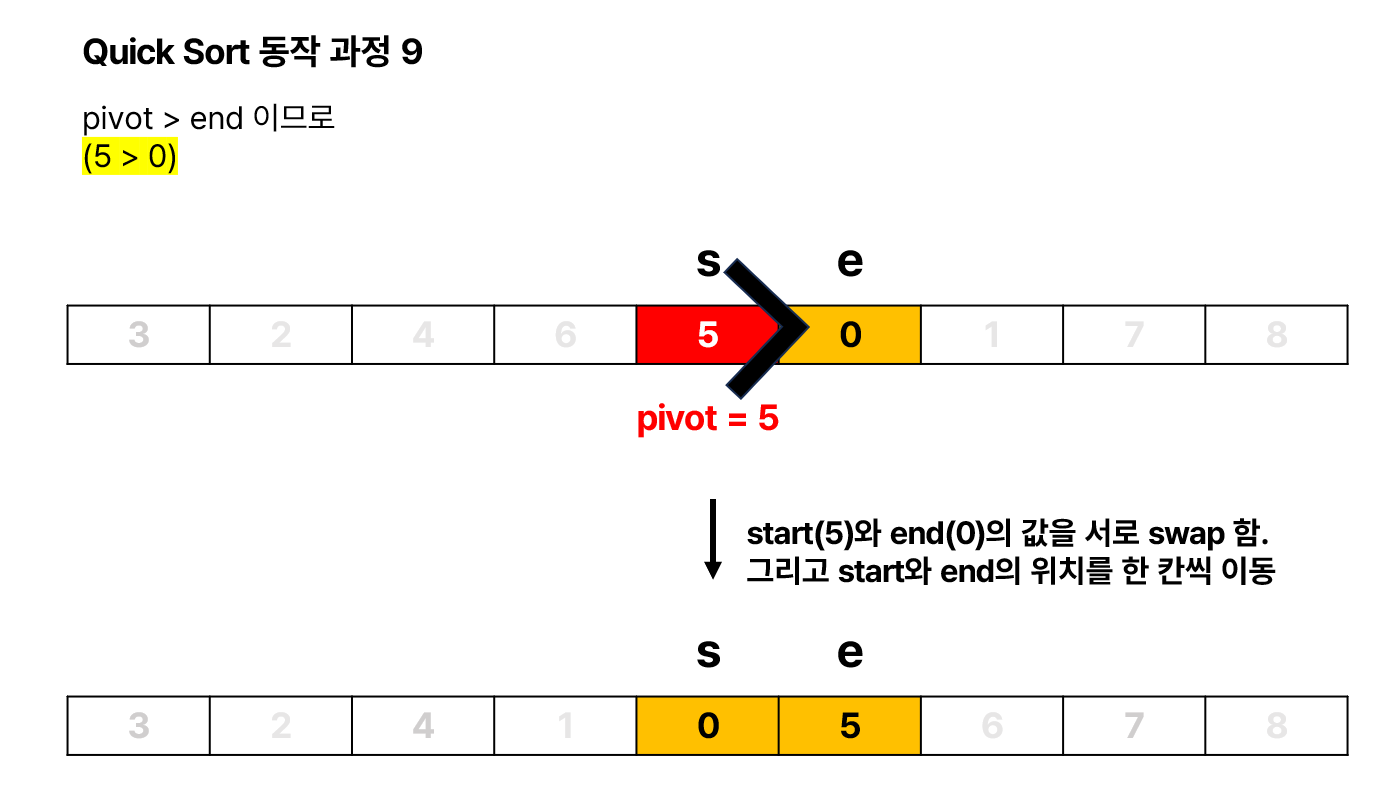 Quick Sort 동작 과정 9
pivot > end 이므로
(5 > 0)
s e
3 2 4 6 5 0 1 7 8
pivot = 5
start(5)와 end(0)의 값을 서로 swap 함.
그리고 start와 end의 위치를 한 칸씩 이동
s e
3 2 4 1 0 5 6 7 8